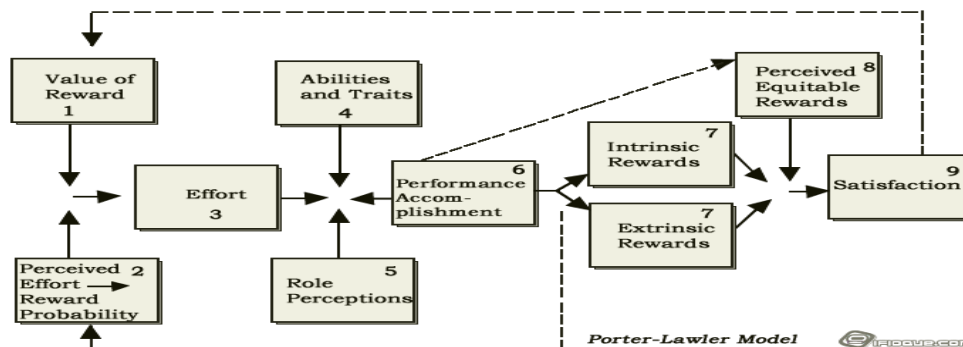 Value of
Reward
1
Abilities
and Traits
4
Perceived 8
Equitable
Rewards
7
Intrinsic
Rewards
6
Performance
Accom-
plishment
9
Satisfaction
Effort
3
7
Extrinsic
Rewards
Perceived 2
Effort
Reward
Probability
5
Role
Perceptions
Porter-Lawler Model